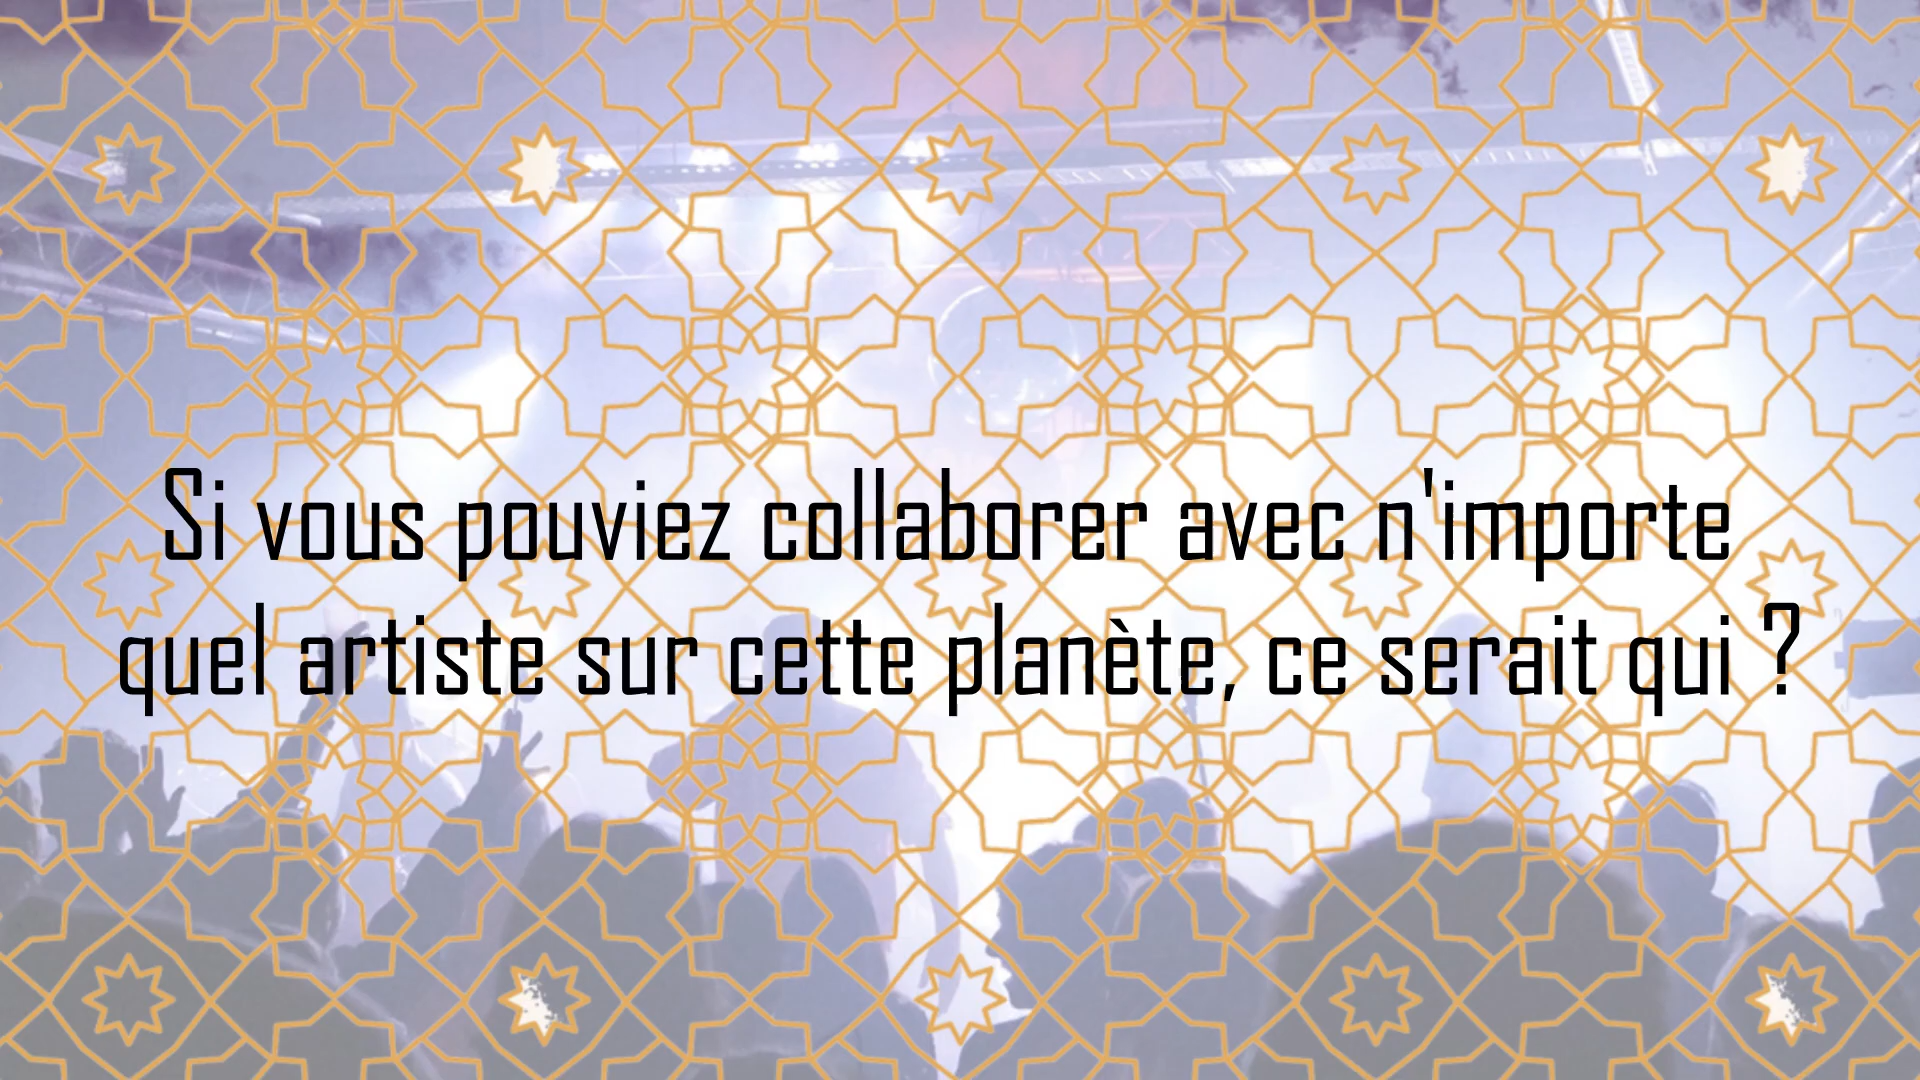 Si vous pouviez collaborer avec n'importe
quel artiste sur cette planète, ce serait qui ?